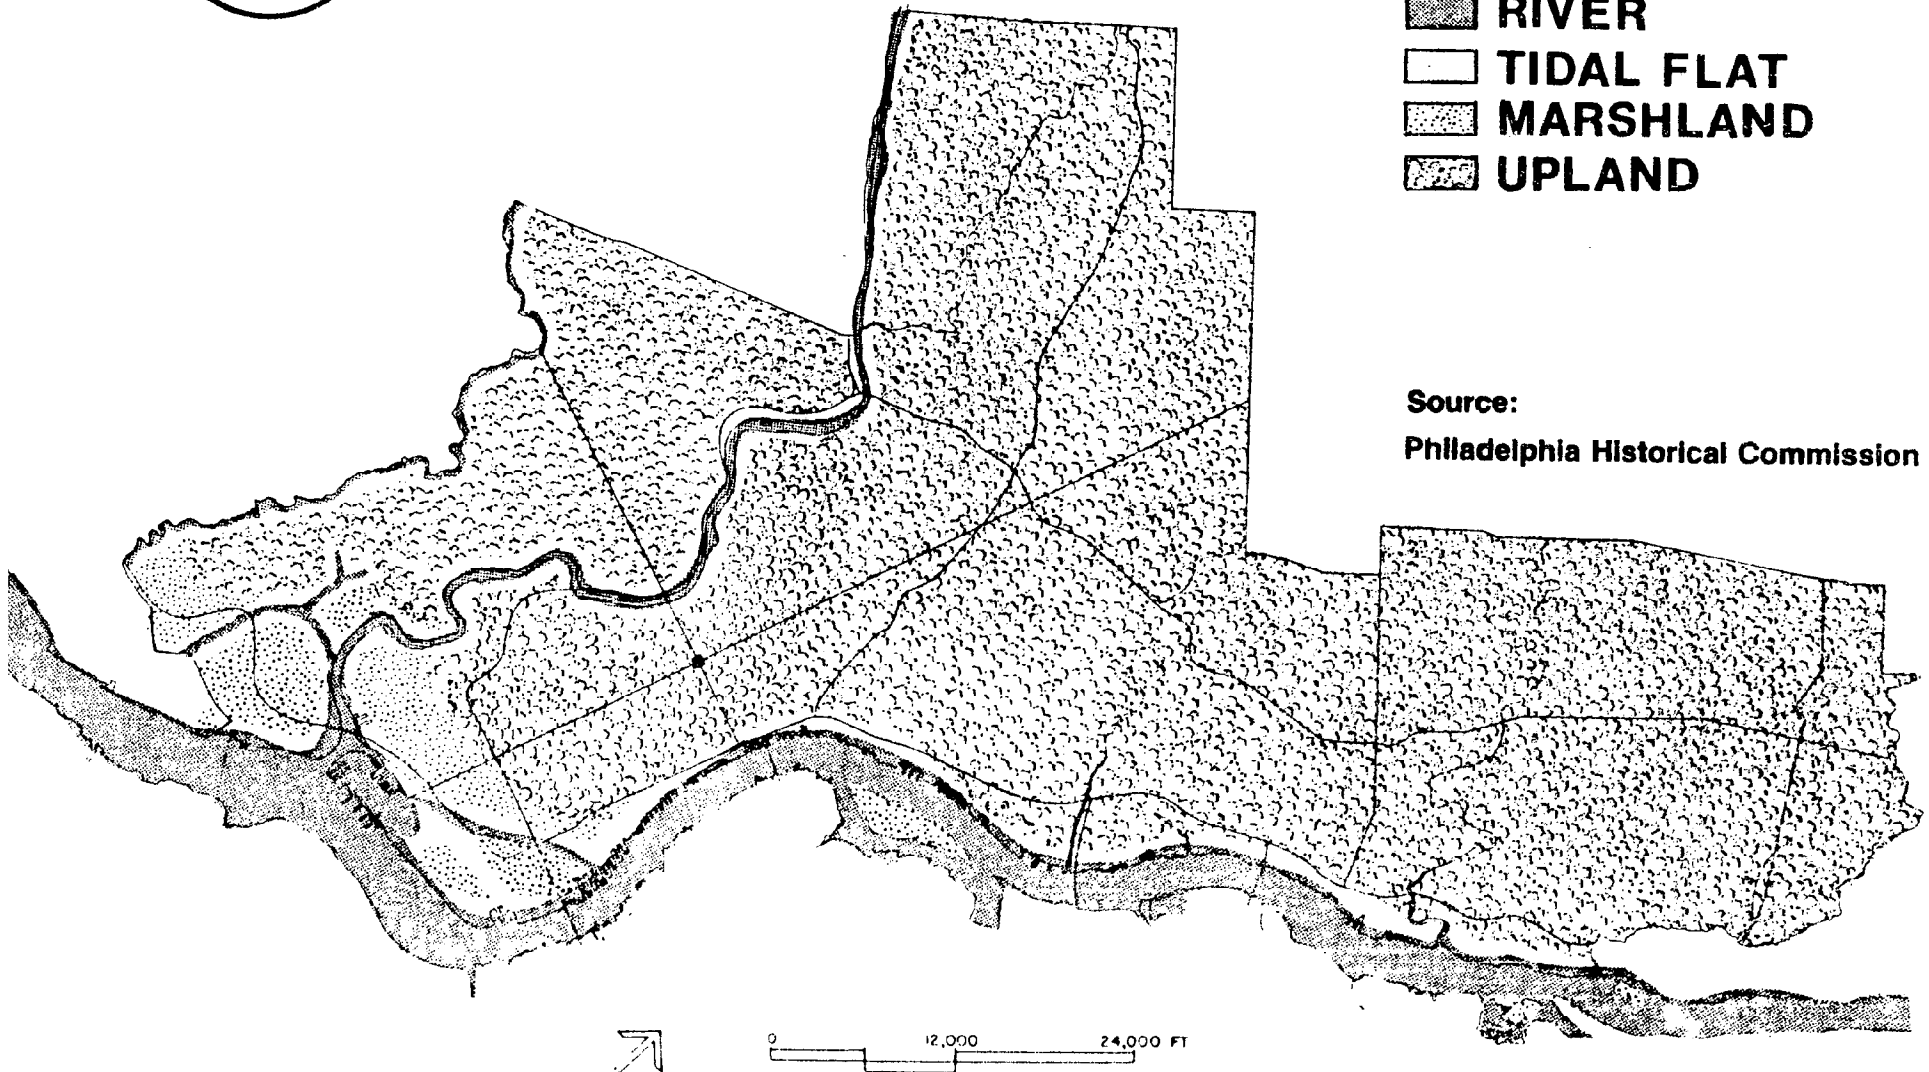 RIVER
TIDAL FLAT
MARSHLAND
UPLAND
Source:
Philadelphia Historical Commission
0 12,000 24,000 FT